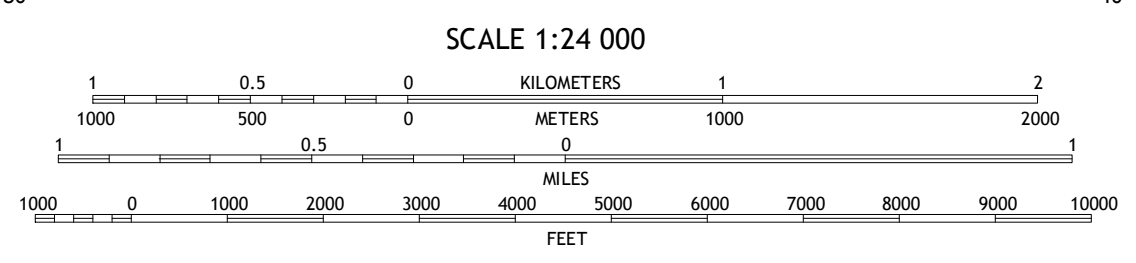 SCALE 1:24 000
1 0.5 0 KILOMETERS 1 2
1000 500 0 METERS 1000 2000
1 0.5 0 1
MILES
1000 0 1000 2000 3000 4000 5000 6000 7000 8000 9000 10000
FEET